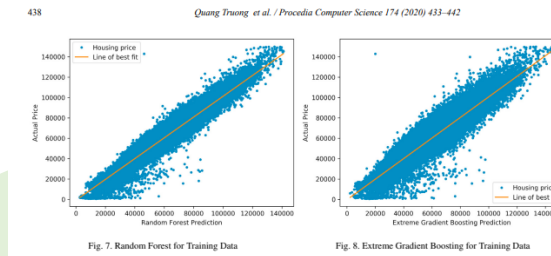 438
Quang Truong et al. / Procedia Computer Science 174 (2020) 433–442
Housing price
Line of best fit
140000
120000
100000
80000
60000
40000
20000
0
Actual Price
0 20000 40000 60000 80000 100000 120000 140000
Random Forest Prediction
140000
120000
100000
80000
60000
40000
20000
0
Actual Price
Housing price
Line of best
0 20000 40000 60000 80000 100000 120000
Extreme Gradient Boosting Prediction
Fig. 7. Random Forest for Training Data
Fig. 8. Extreme Gradient Boosting for Training Data